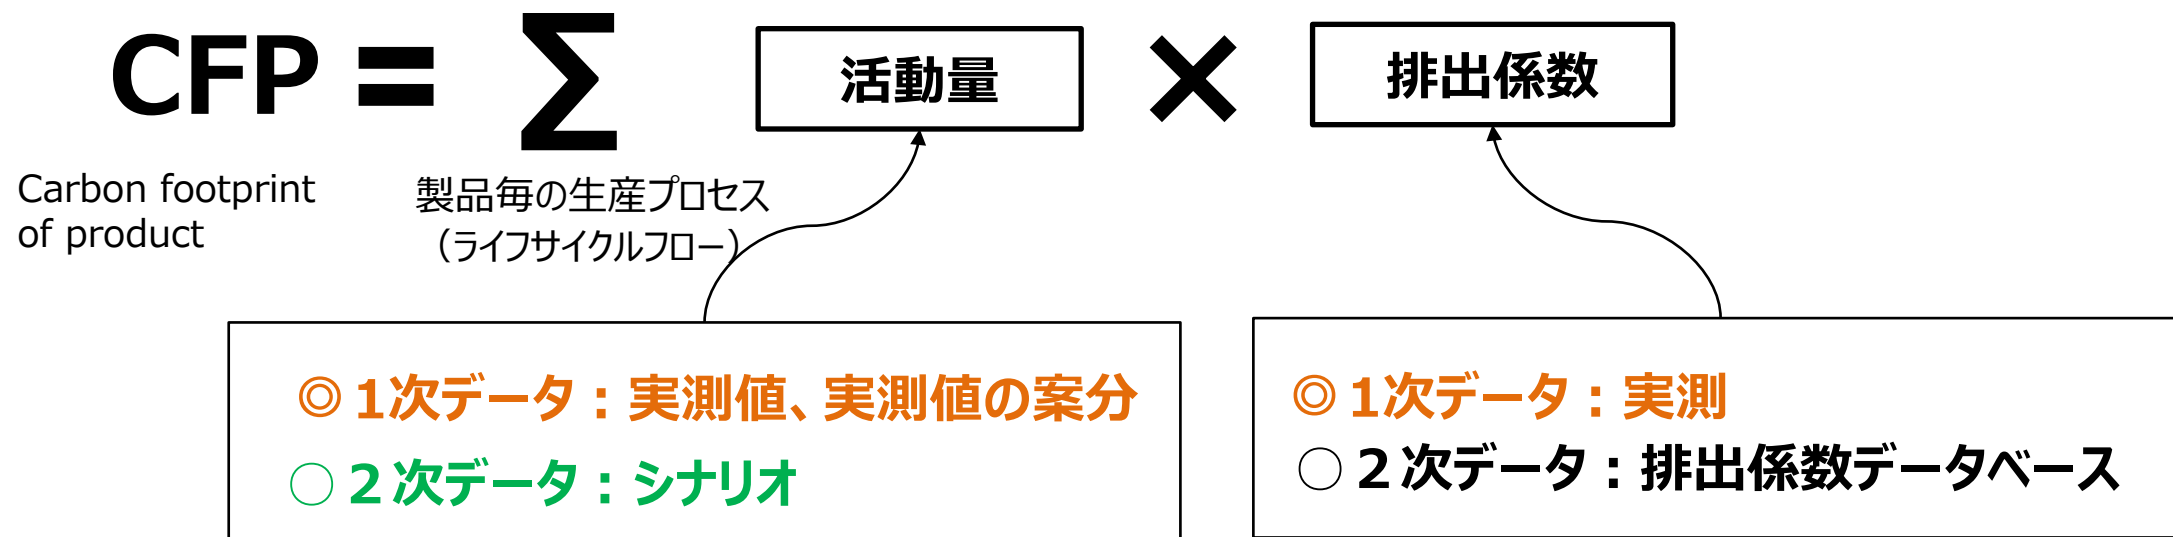 CFP = ∑ 活動量 × 排出係数
Carbon footprint
of product
製品毎の生産プロセス
（ライフサイクルフロー）
◎1次データ：実測値、実測値の案分
○２次データ：シナリオ
◎1次データ：実測
○２次データ：排出係数データベース